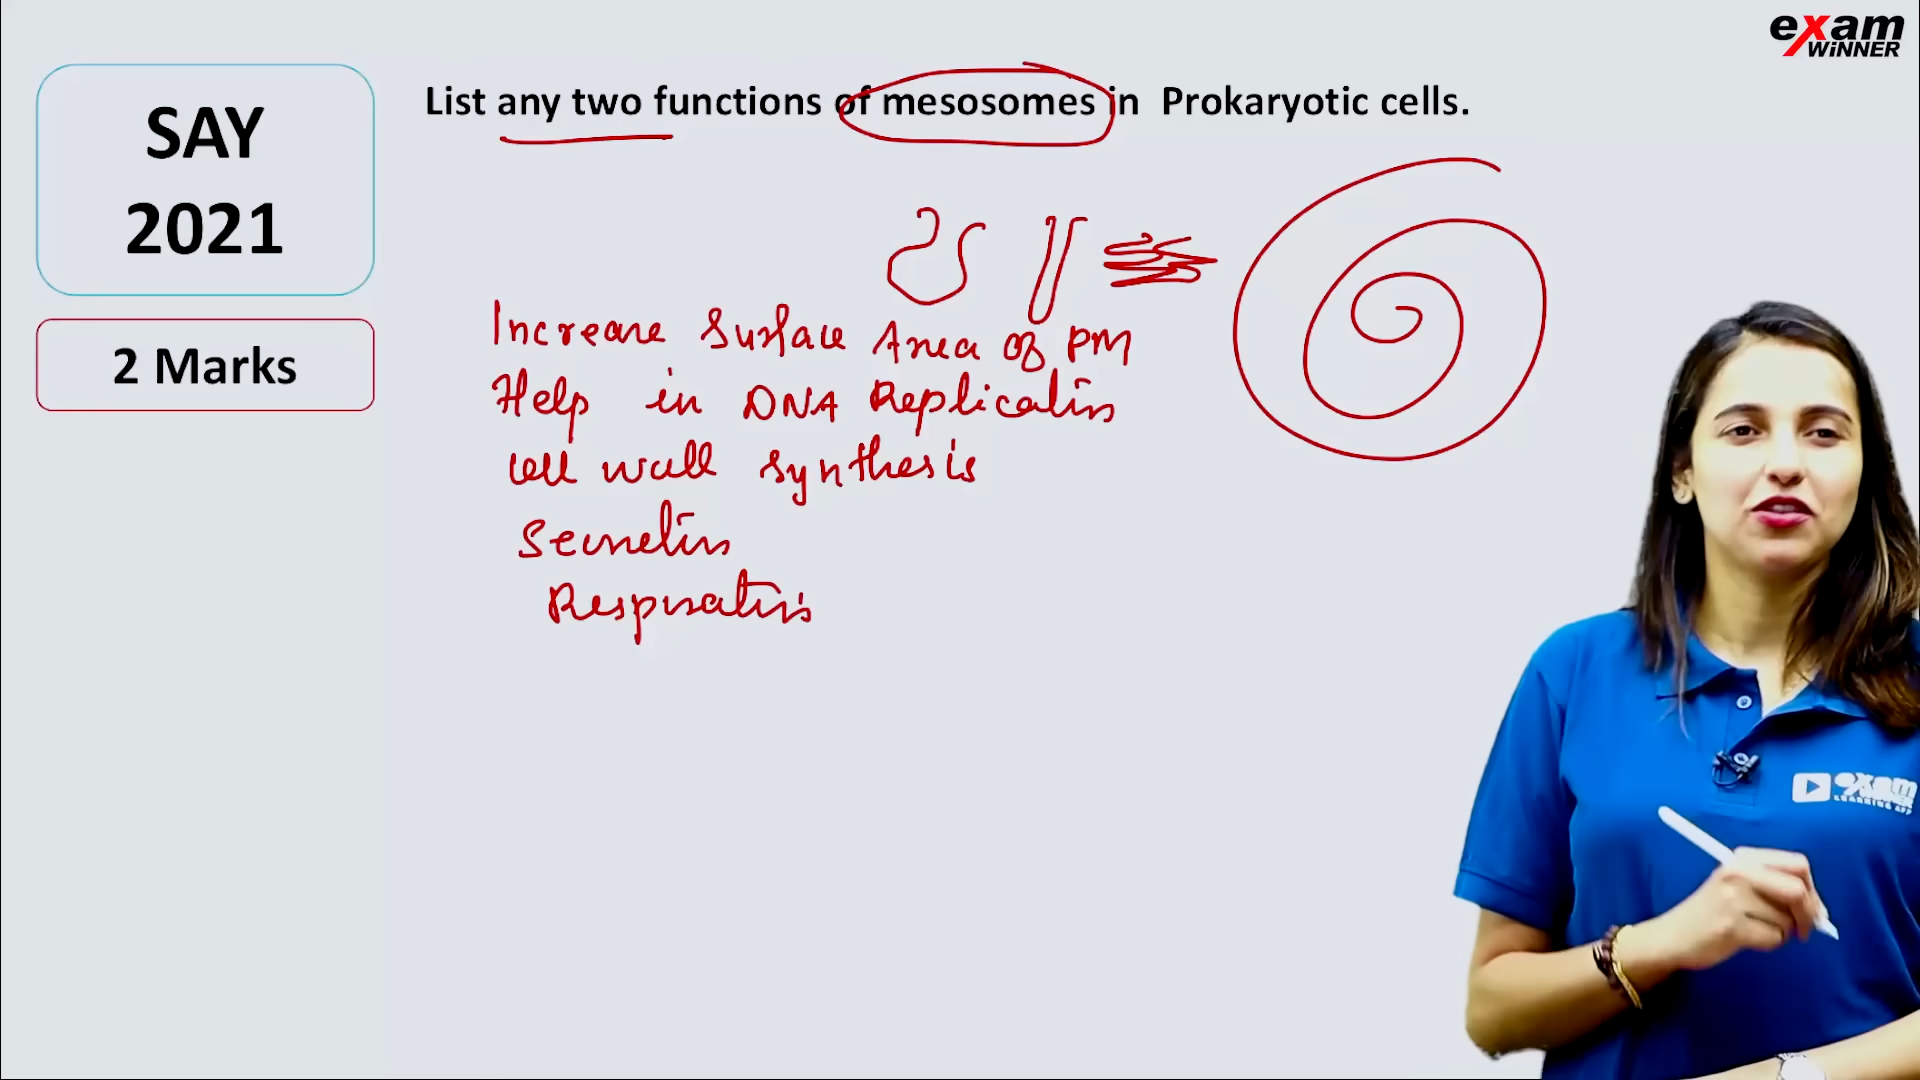 exam
WiNNER
SAY
2021
2 Marks
List any two functions of mesosomes in Prokaryotic cells.
Increase Surface Area of PM
Help in DNA Replication
Cell wall synthesis
Secretion
Respiration
exam